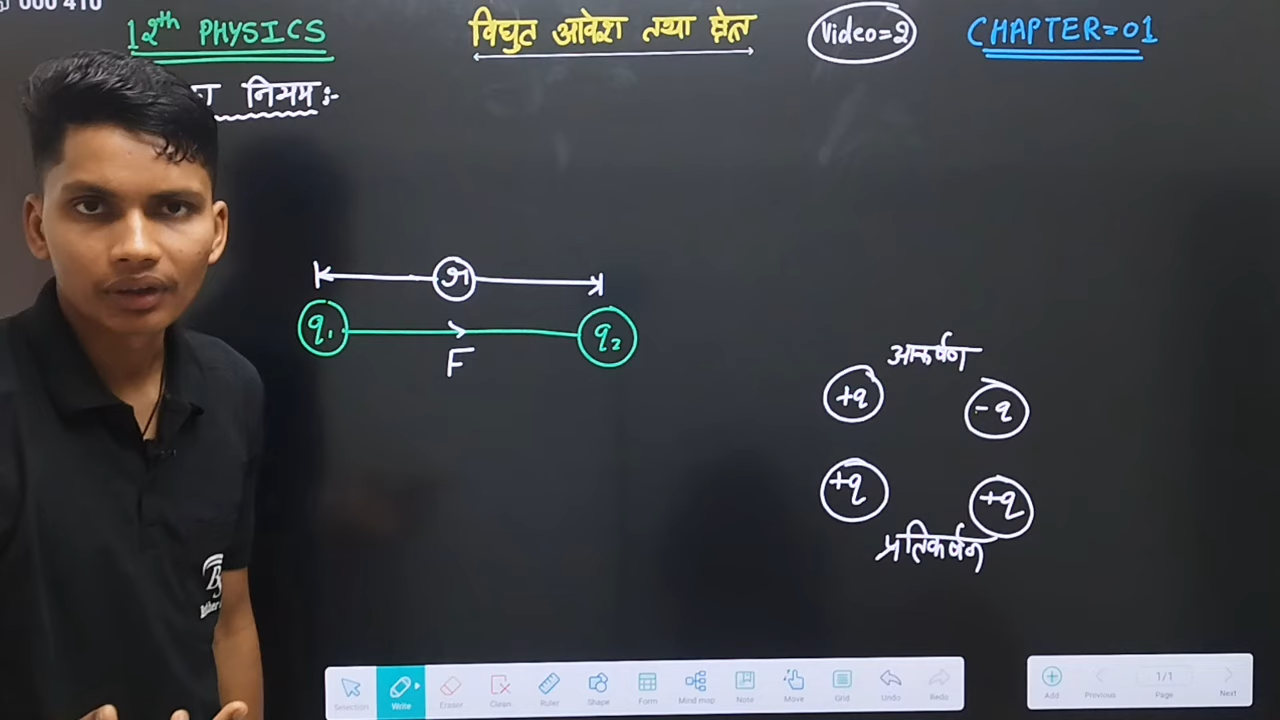 12th PHYSICS
विद्युत आवेश तथा क्षेत्र
Video=2
CHAPTER=01
नियम:-
r
q1
q2
F
आकर्षण
+q
-q
+q
+q
प्रतिकर्षण
Selection
Write
Eraser
Clean
Ruler
Shape
Form
Mind map
Note
Move
Grid
Undo
Redo
Add
Previous
1/1
Page
Next